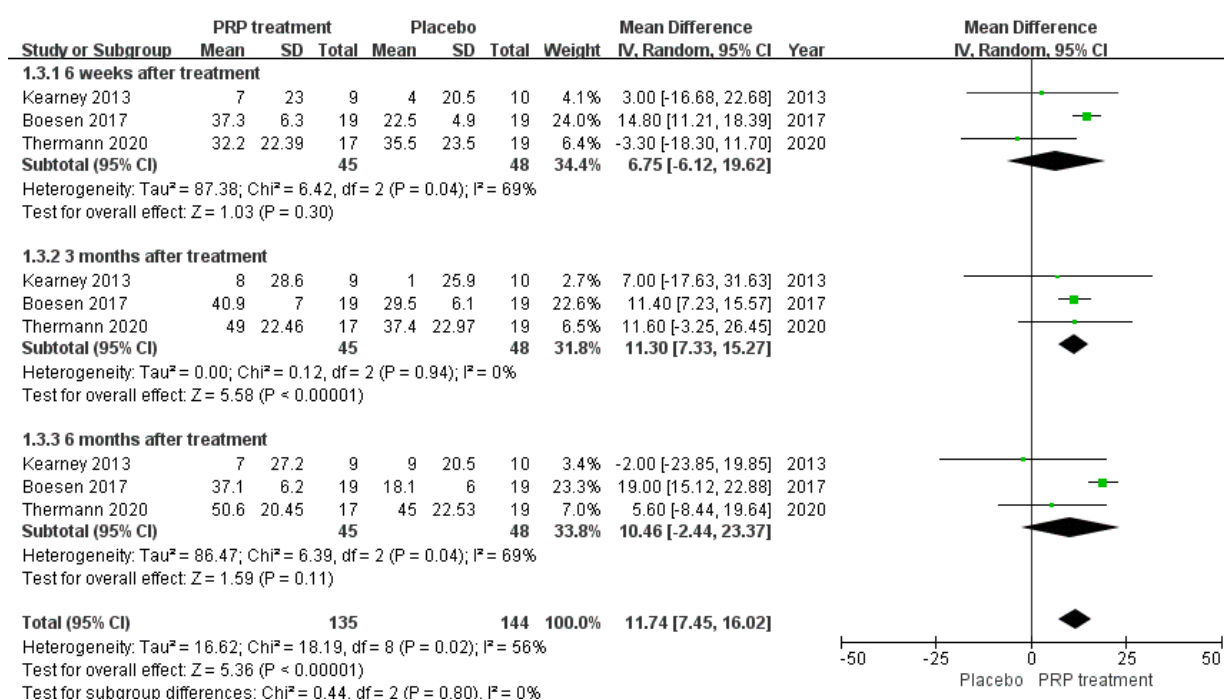 PRP treatment Placebo Mean Difference Mean Difference
Study or Subgroup Mean SD Total Mean SD Total Weight IV, Random, 95% CI Year IV, Random, 95% CI
1.3.1 6 weeks after treatment
Kearney 2013 7 23 9 4 20.5 10 4.1% 3.00 [-16.68, 22.68] 2013
Boesen 2017 37.3 6.3 19 22.5 4.9 19 24.0% 14.80 [11.21, 18.39] 2017
Thermann 2020 32.2 22.39 17 35.5 23.5 19 6.4% -3.30 [-18.30, 11.70] 2020
Subtotal (95% CI) 45 48 34.4% 6.75 [-6.12, 19.62]
Heterogeneity: Tau² = 87.38; Chi² = 6.42, df = 2 (P = 0.04); I² = 69%
Test for overall effect: Z = 1.03 (P = 0.30)
1.3.2 3 months after treatment
Kearney 2013 8 28.6 9 1 25.9 10 2.7% 7.00 [-17.63, 31.63] 2013
Boesen 2017 40.9 7 19 29.5 6.1 19 22.6% 11.40 [7.23, 15.57] 2017
Thermann 2020 49 22.46 17 37.4 22.97 19 6.5% 11.60 [-3.25, 26.45] 2020
Subtotal (95% CI) 45 48 31.8% 11.30 [7.33, 15.27]
Heterogeneity: Tau² = 0.00; Chi² = 0.12, df = 2 (P = 0.94); I² = 0%
Test for overall effect: Z = 5.58 (P < 0.00001)
1.3.3 6 months after treatment
Kearney 2013 7 27.2 9 9 20.5 10 3.4% -2.00 [-23.85, 19.85] 2013
Boesen 2017 37.1 6.2 19 18.1 6 19 23.3% 19.00 [15.12, 22.88] 2017
Thermann 2020 50.6 20.45 17 45 22.53 19 7.0% 5.60 [-8.44, 19.64] 2020
Subtotal (95% CI) 45 48 33.8% 10.46 [-2.44, 23.37]
Heterogeneity: Tau² = 86.47; Chi² = 6.39, df = 2 (P = 0.04); I² = 69%
Test for overall effect: Z = 1.59 (P = 0.11)
Total (95% CI) 135 144 100.0% 11.74 [7.45, 16.02]
Heterogeneity: Tau² = 16.62; Chi² = 18.19, df = 8 (P = 0.02); I² = 56%
Test for overall effect: Z = 5.36 (P < 0.00001)
Test for subgroup differences: Chi² = 0.44, df = 2 (P = 0.80), I² = 0%
-50 -25 0 25 50
Placebo PRP treatment